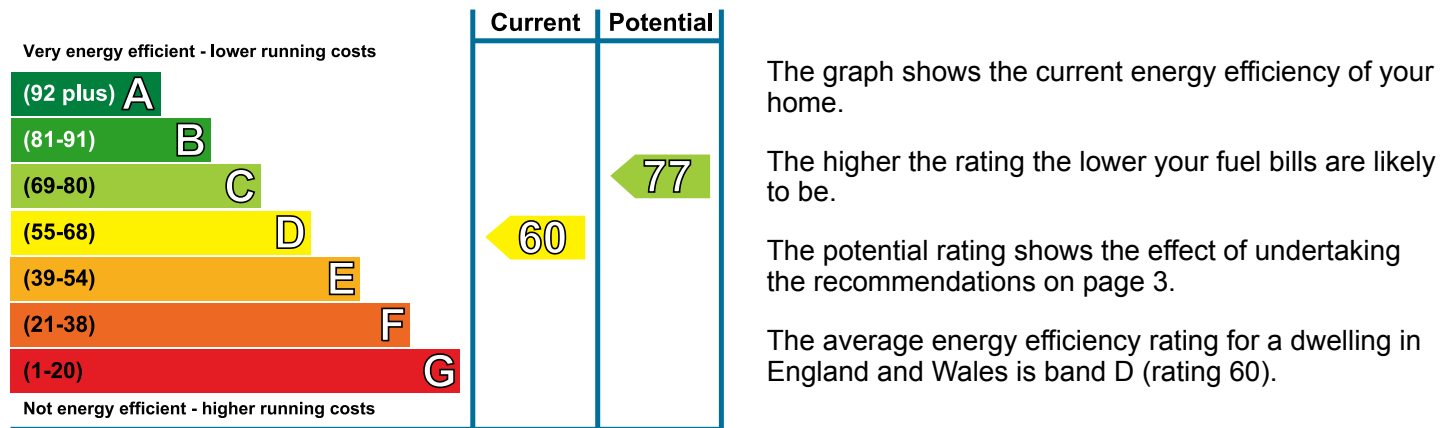 Current Potential
Very energy efficient - lower running costs
(92 plus) A
(81-91) B
(69-80) C
77
(55-68) D
60
(39-54) E
(21-38) F
(1-20) G
Not energy efficient - higher running costs
The graph shows the current energy efficiency of your
home.
The higher the rating the lower your fuel bills are likely
to be.
The potential rating shows the effect of undertaking
the recommendations on page 3.
The average energy efficiency rating for a dwelling in
England and Wales is band D (rating 60).